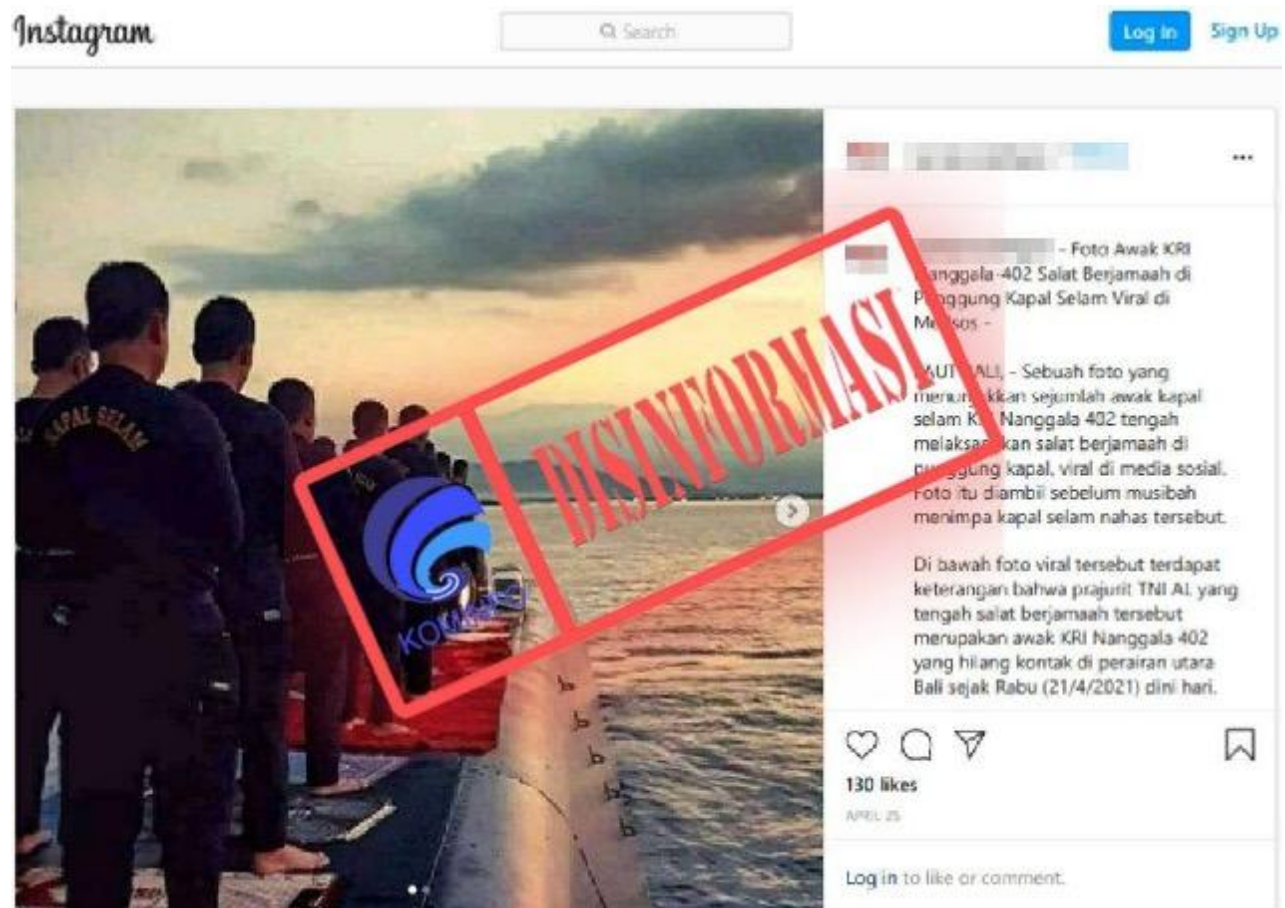 Instagram
Search
Log In
Sign Up
KAPAL SELAM
KOMINFO
DISINFORMASI
- Foto Awak KRI
Nanggala-402 Salat Berjamaah di
Punggung Kapal Selam Viral di
Medsos -
LAUT BALI, - Sebuah foto yang
menunjukkan sejumlah awak kapal
selam KRI Nanggala 402 tengah
melaksanakan salat berjamaah di
punggung kapal, viral di media sosial.
Foto itu diambil sebelum musibah
menimpa kapal selam nahas tersebut.
Di bawah foto viral tersebut terdapat
keterangan bahwa prajurit TNI AL yang
tengah salat berjamaah tersebut
merupakan awak KRI Nanggala 402
yang hilang kontak di perairan utara
Bali sejak Rabu (21/4/2021) dini hari.
130 likes
APRIL 25
Log in to like or comment.